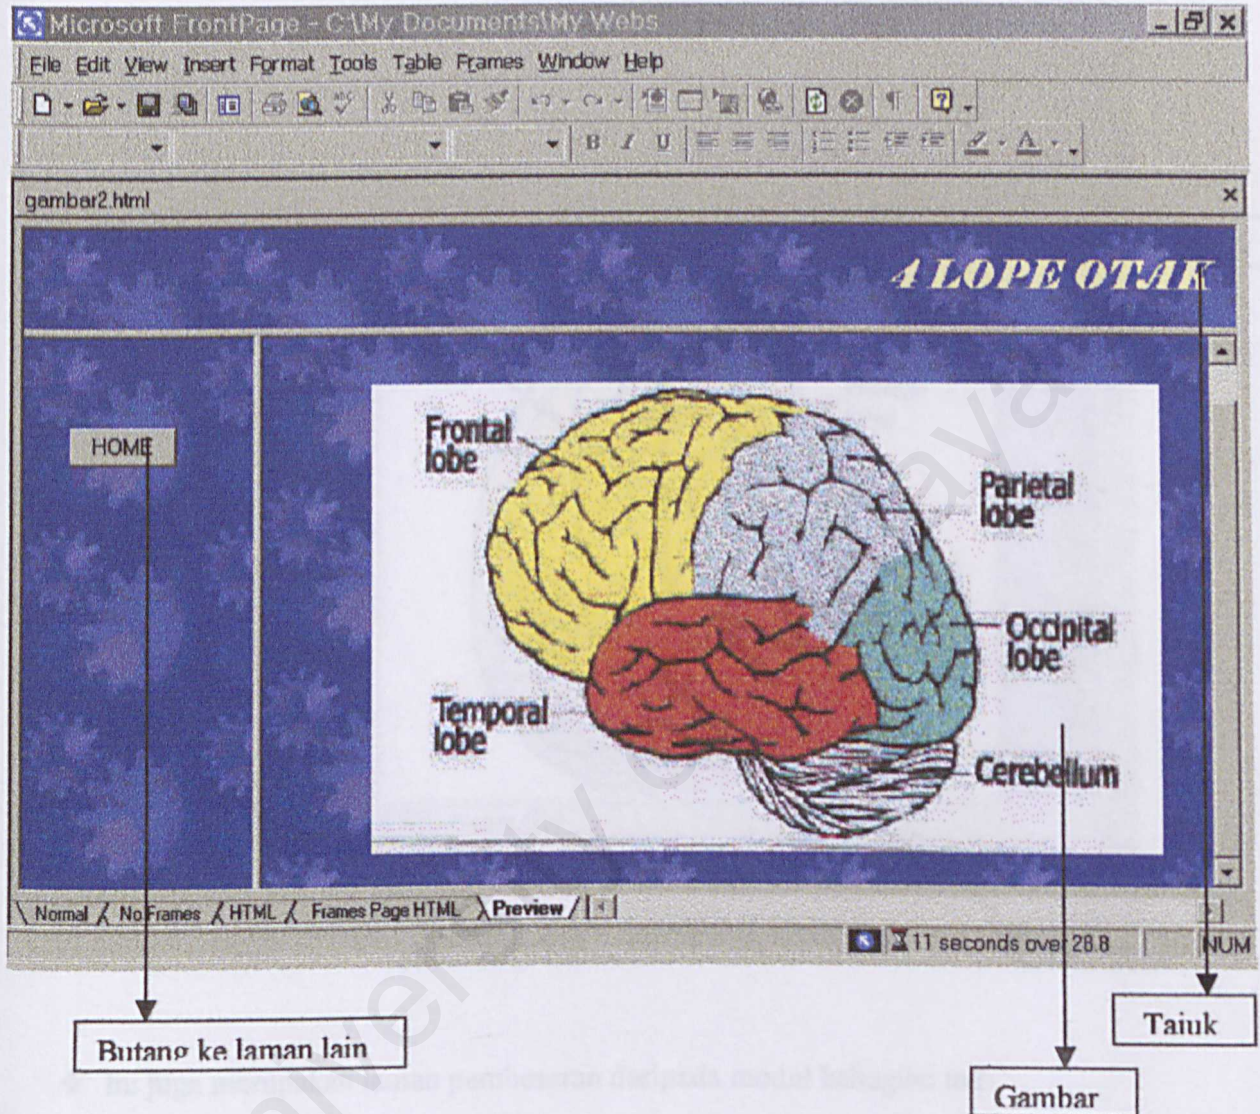 Microsoft FrontPage - C:\My Documents\My Webs
File Edit View Insert Format Tools Table Frames Window Help
B I U
A
gambar2.html
4 LOPE OTAK
HOME
Frontal
lobe
Parietal
lobe
Occipital
lobe
Temporal
lobe
Cerebellum
Normal No Frames HTML Frames Page HTML Preview
11 seconds over 28.8 NUM
Butang ke laman lain
Tajuk
Gambar
pembesaran daripada